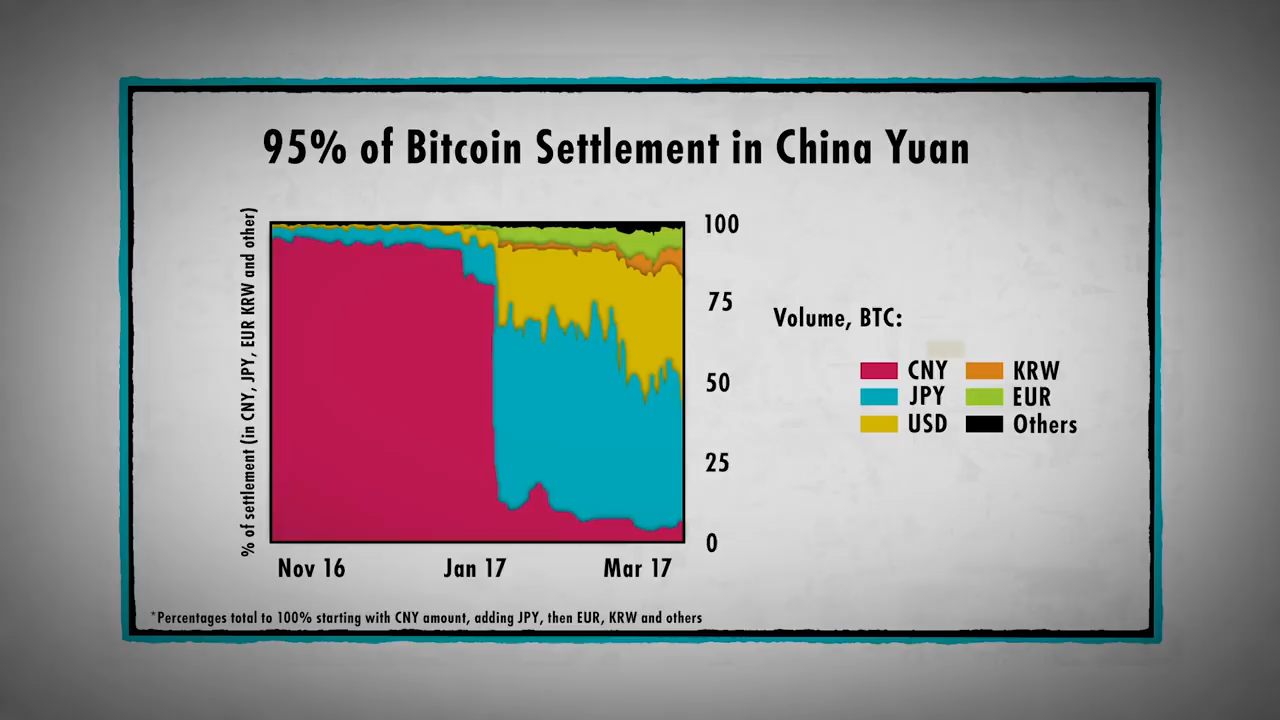 95% of Bitcoin Settlement in China Yuan
% of settlement (in CNY, JPY, EUR KRW and other)
100
75
50
25
0
Nov 16
Jan 17
Mar 17
Volume, BTC:
CNY
KRW
JPY
EUR
USD
Others
*Percentages total to 100% starting with CNY amount, adding JPY, then EUR, KRW and others